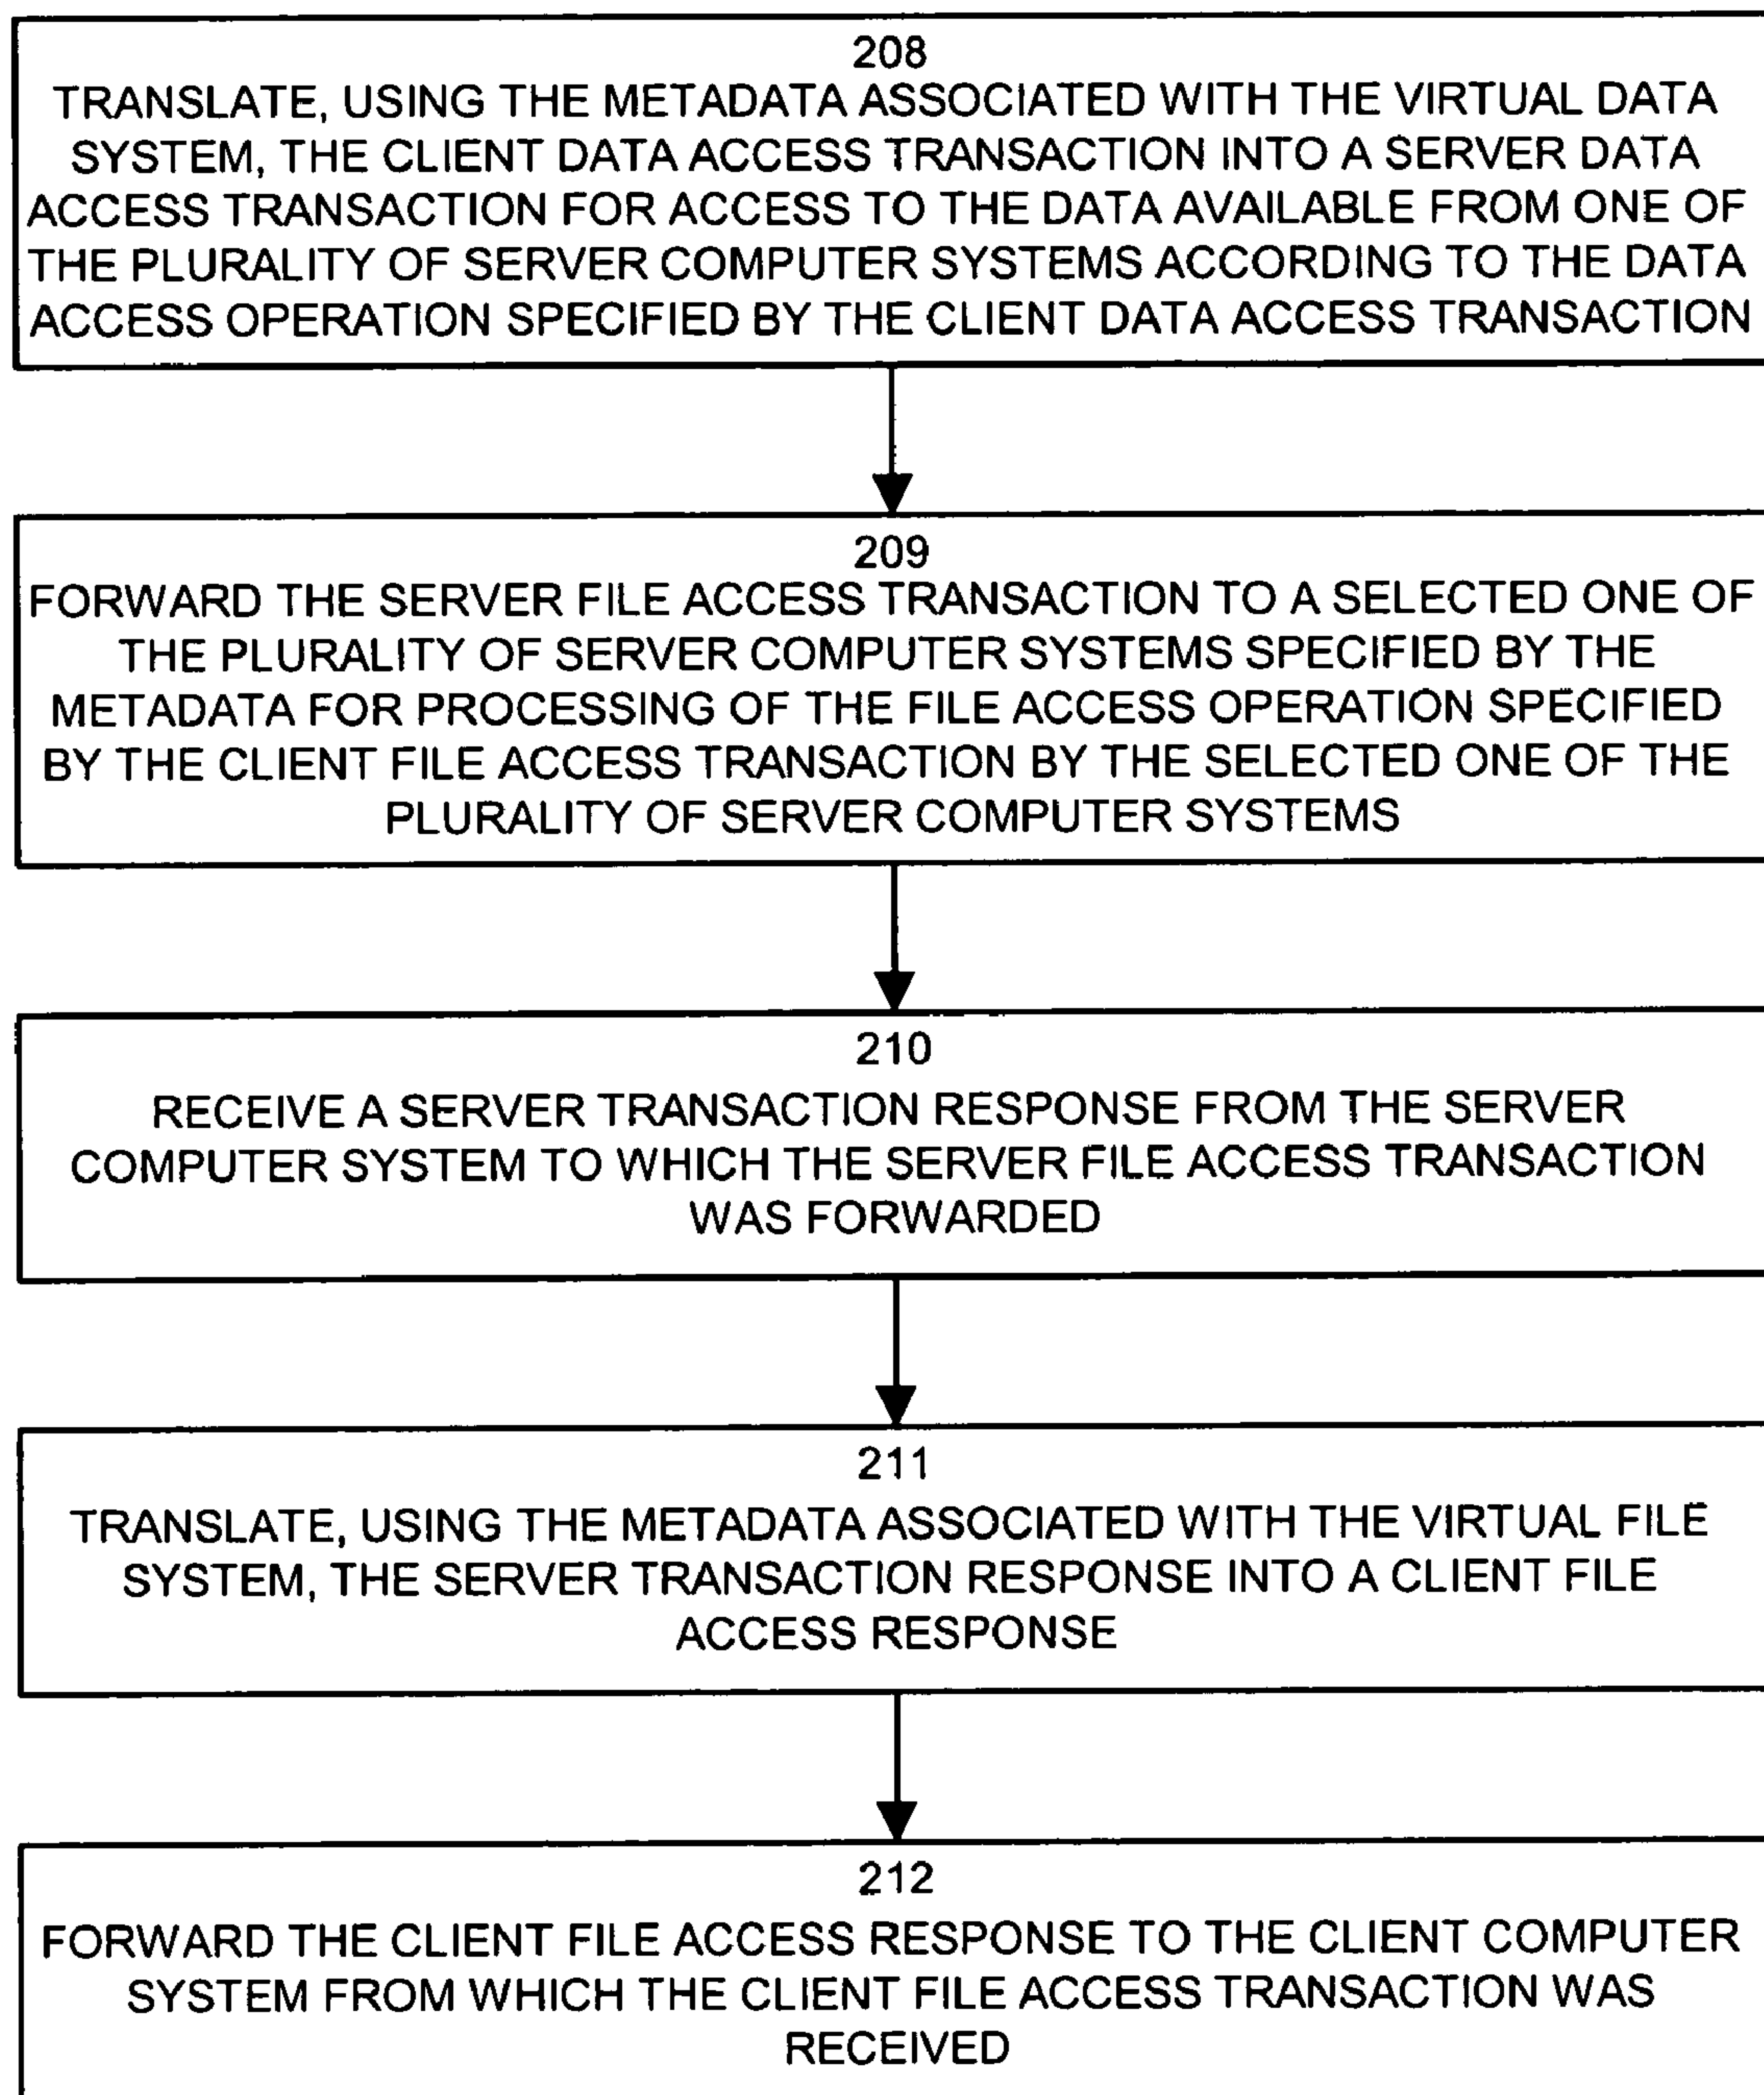 208
TRANSLATE, USING THE METADATA ASSOCIATED WITH THE VIRTUAL DATA
SYSTEM, THE CLIENT DATA ACCESS TRANSACTION INTO A SERVER DATA
ACCESS TRANSACTION FOR ACCESS TO THE DATA AVAILABLE FROM ONE OF
THE PLURALITY OF SERVER COMPUTER SYSTEMS ACCORDING TO THE DATA
ACCESS OPERATION SPECIFIED BY THE CLIENT DATA ACCESS TRANSACTION
209
FORWARD THE SERVER FILE ACCESS TRANSACTION TO A SELECTED ONE OF
THE PLURALITY OF SERVER COMPUTER SYSTEMS SPECIFIED BY THE
METADATA FOR PROCESSING OF THE FILE ACCESS OPERATION SPECIFIED
BY THE CLIENT FILE ACCESS TRANSACTION BY THE SELECTED ONE OF THE
PLURALITY OF SERVER COMPUTER SYSTEMS
210
RECEIVE A SERVER TRANSACTION RESPONSE FROM THE SERVER
COMPUTER SYSTEM TO WHICH THE SERVER FILE ACCESS TRANSACTION
WAS FORWARDED
211
TRANSLATE, USING THE METADATA ASSOCIATED WITH THE VIRTUAL FILE
SYSTEM, THE SERVER TRANSACTION RESPONSE INTO A CLIENT FILE
ACCESS RESPONSE
212
FORWARD THE CLIENT FILE ACCESS RESPONSE TO THE CLIENT COMPUTER
SYSTEM FROM WHICH THE CLIENT FILE ACCESS TRANSACTION WAS
RECEIVED